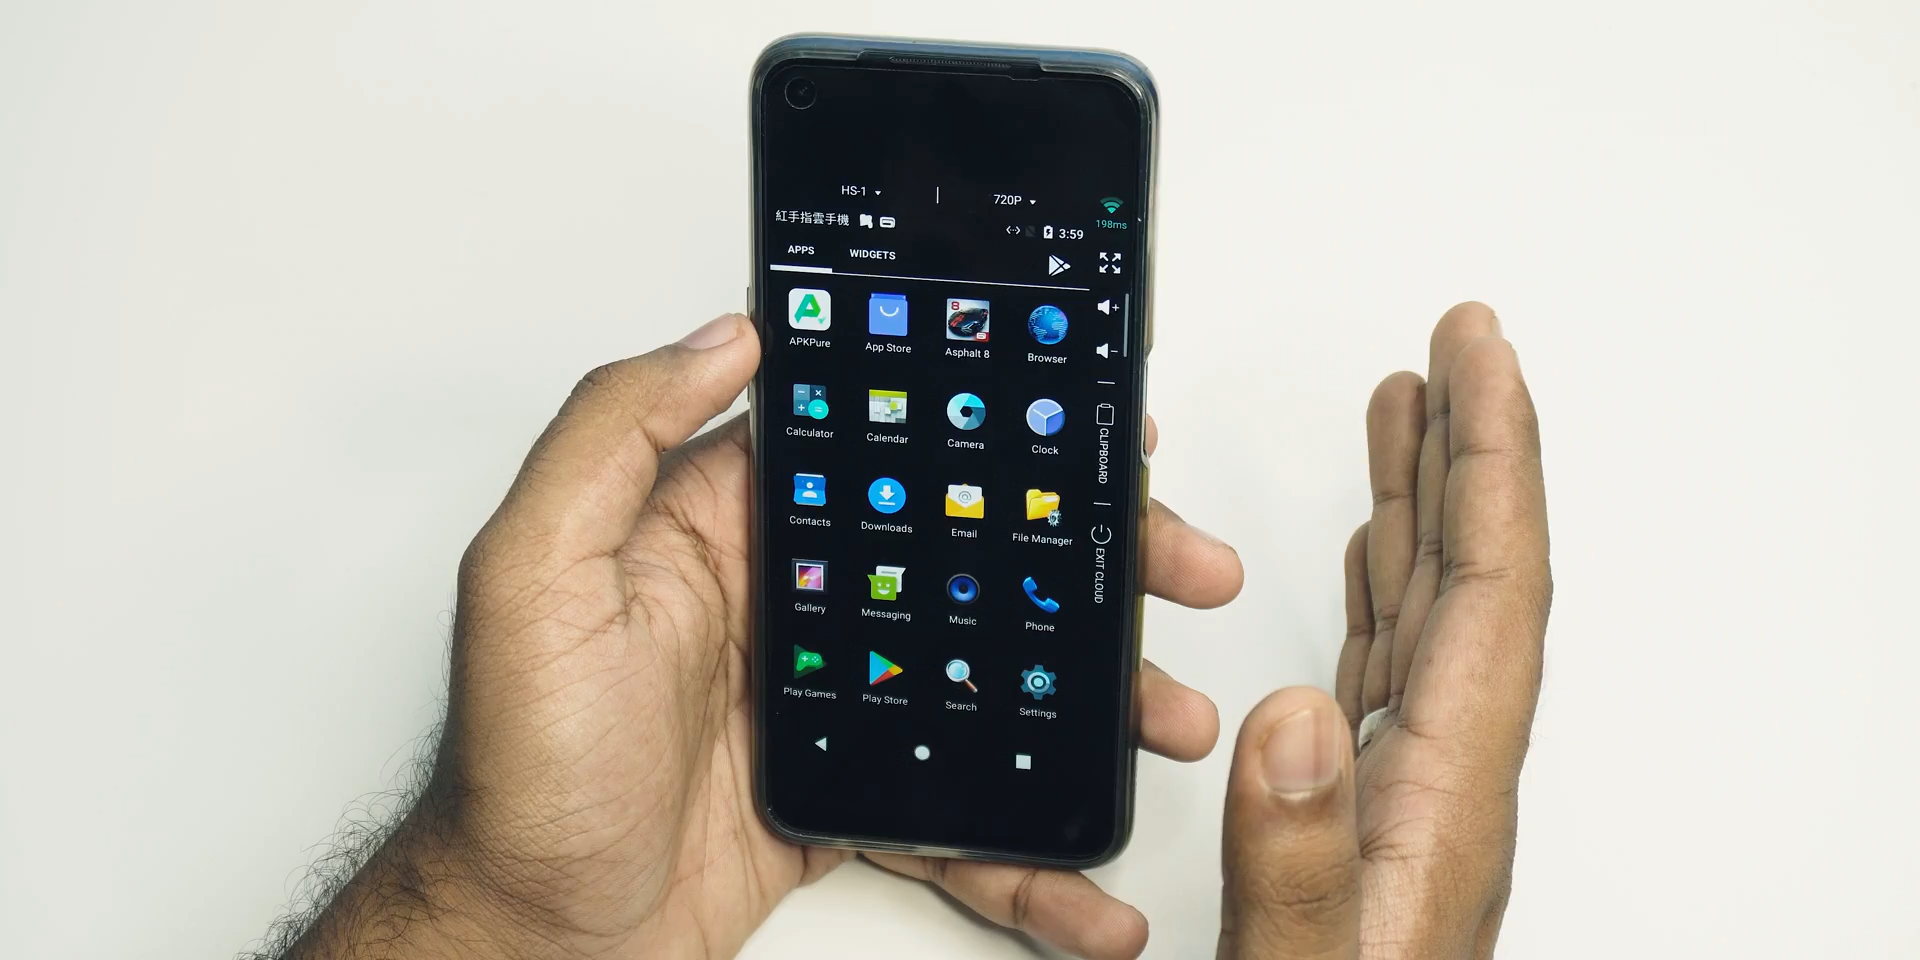 HS-1
720P
198ms
紅手指雲手機
3:59
APPS
WIDGETS
APKPure
App Store
8
Asphalt 8
Browser
Calculator
Calendar
Camera
Clock
CLIPBOARD
Contacts
Downloads
Email
File Manager
EXIT CLOUD
Gallery
Messaging
Music
Phone
Play Games
Play Store
Search
Settings